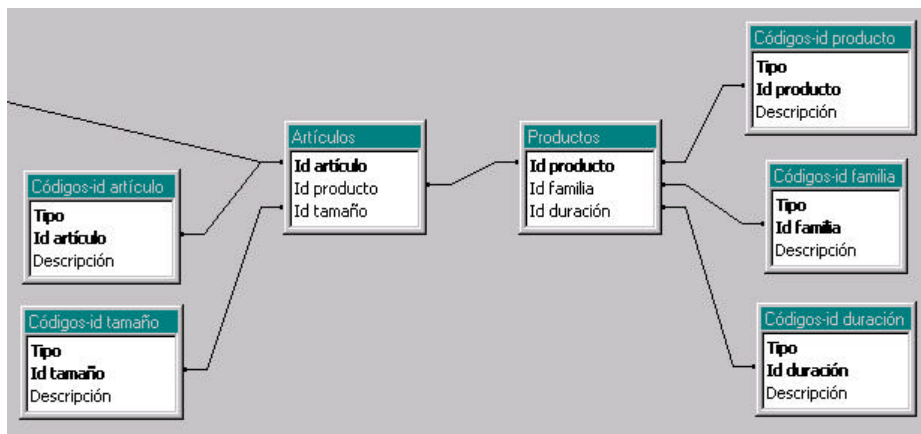 Códigos-id producto
Tipo
Id producto
Descripción
Artículos
Id artículo
Id producto
Id tamaño
Productos
Id producto
Id familia
Id duración
Códigos-id artículo
Tipo
Id artículo
Descripción
Códigos-id familia
Tipo
Id familia
Descripción
Códigos-id tamaño
Tipo
Id tamaño
Descripción
Códigos-id duración
Tipo
Id duración
Descripción